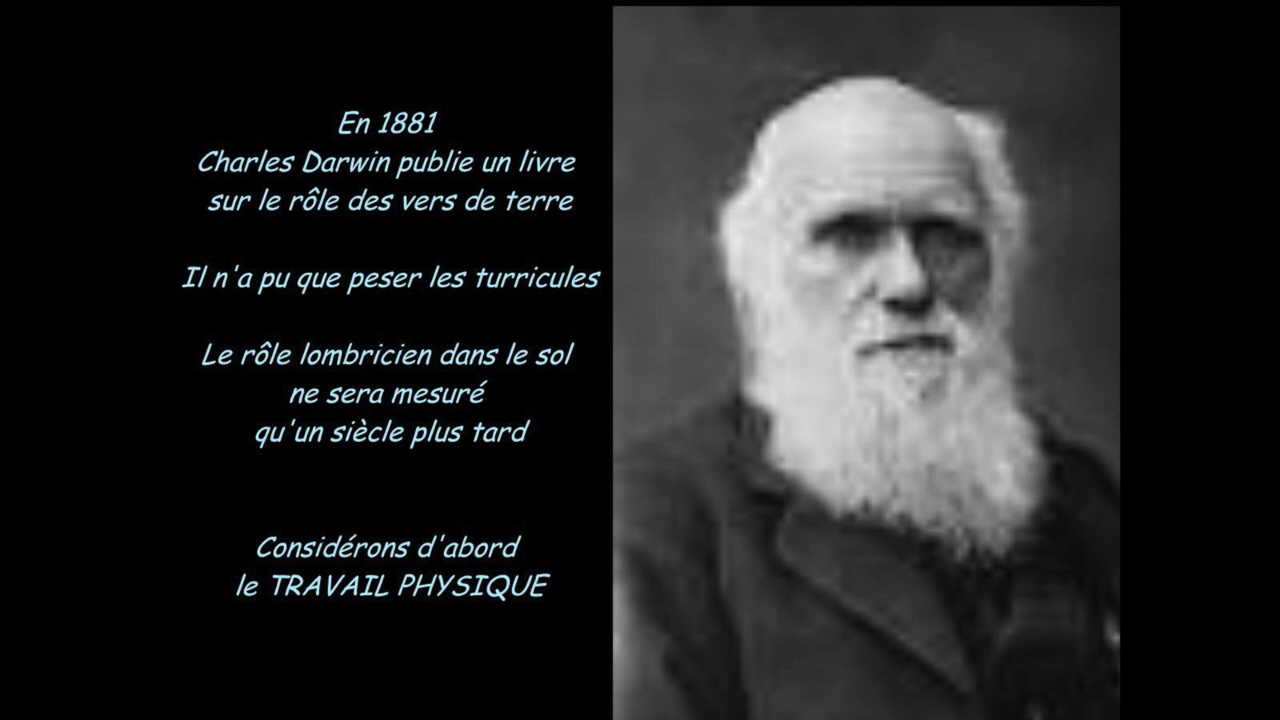 En 1881
Charles Darwin publie un livre
sur le rôle des vers de terre
Il n'a pu que peser les turricules
Le rôle lombricien dans le sol
ne sera mesuré
qu'un siècle plus tard
Considérons d'abord
le TRAVAIL PHYSIQUE